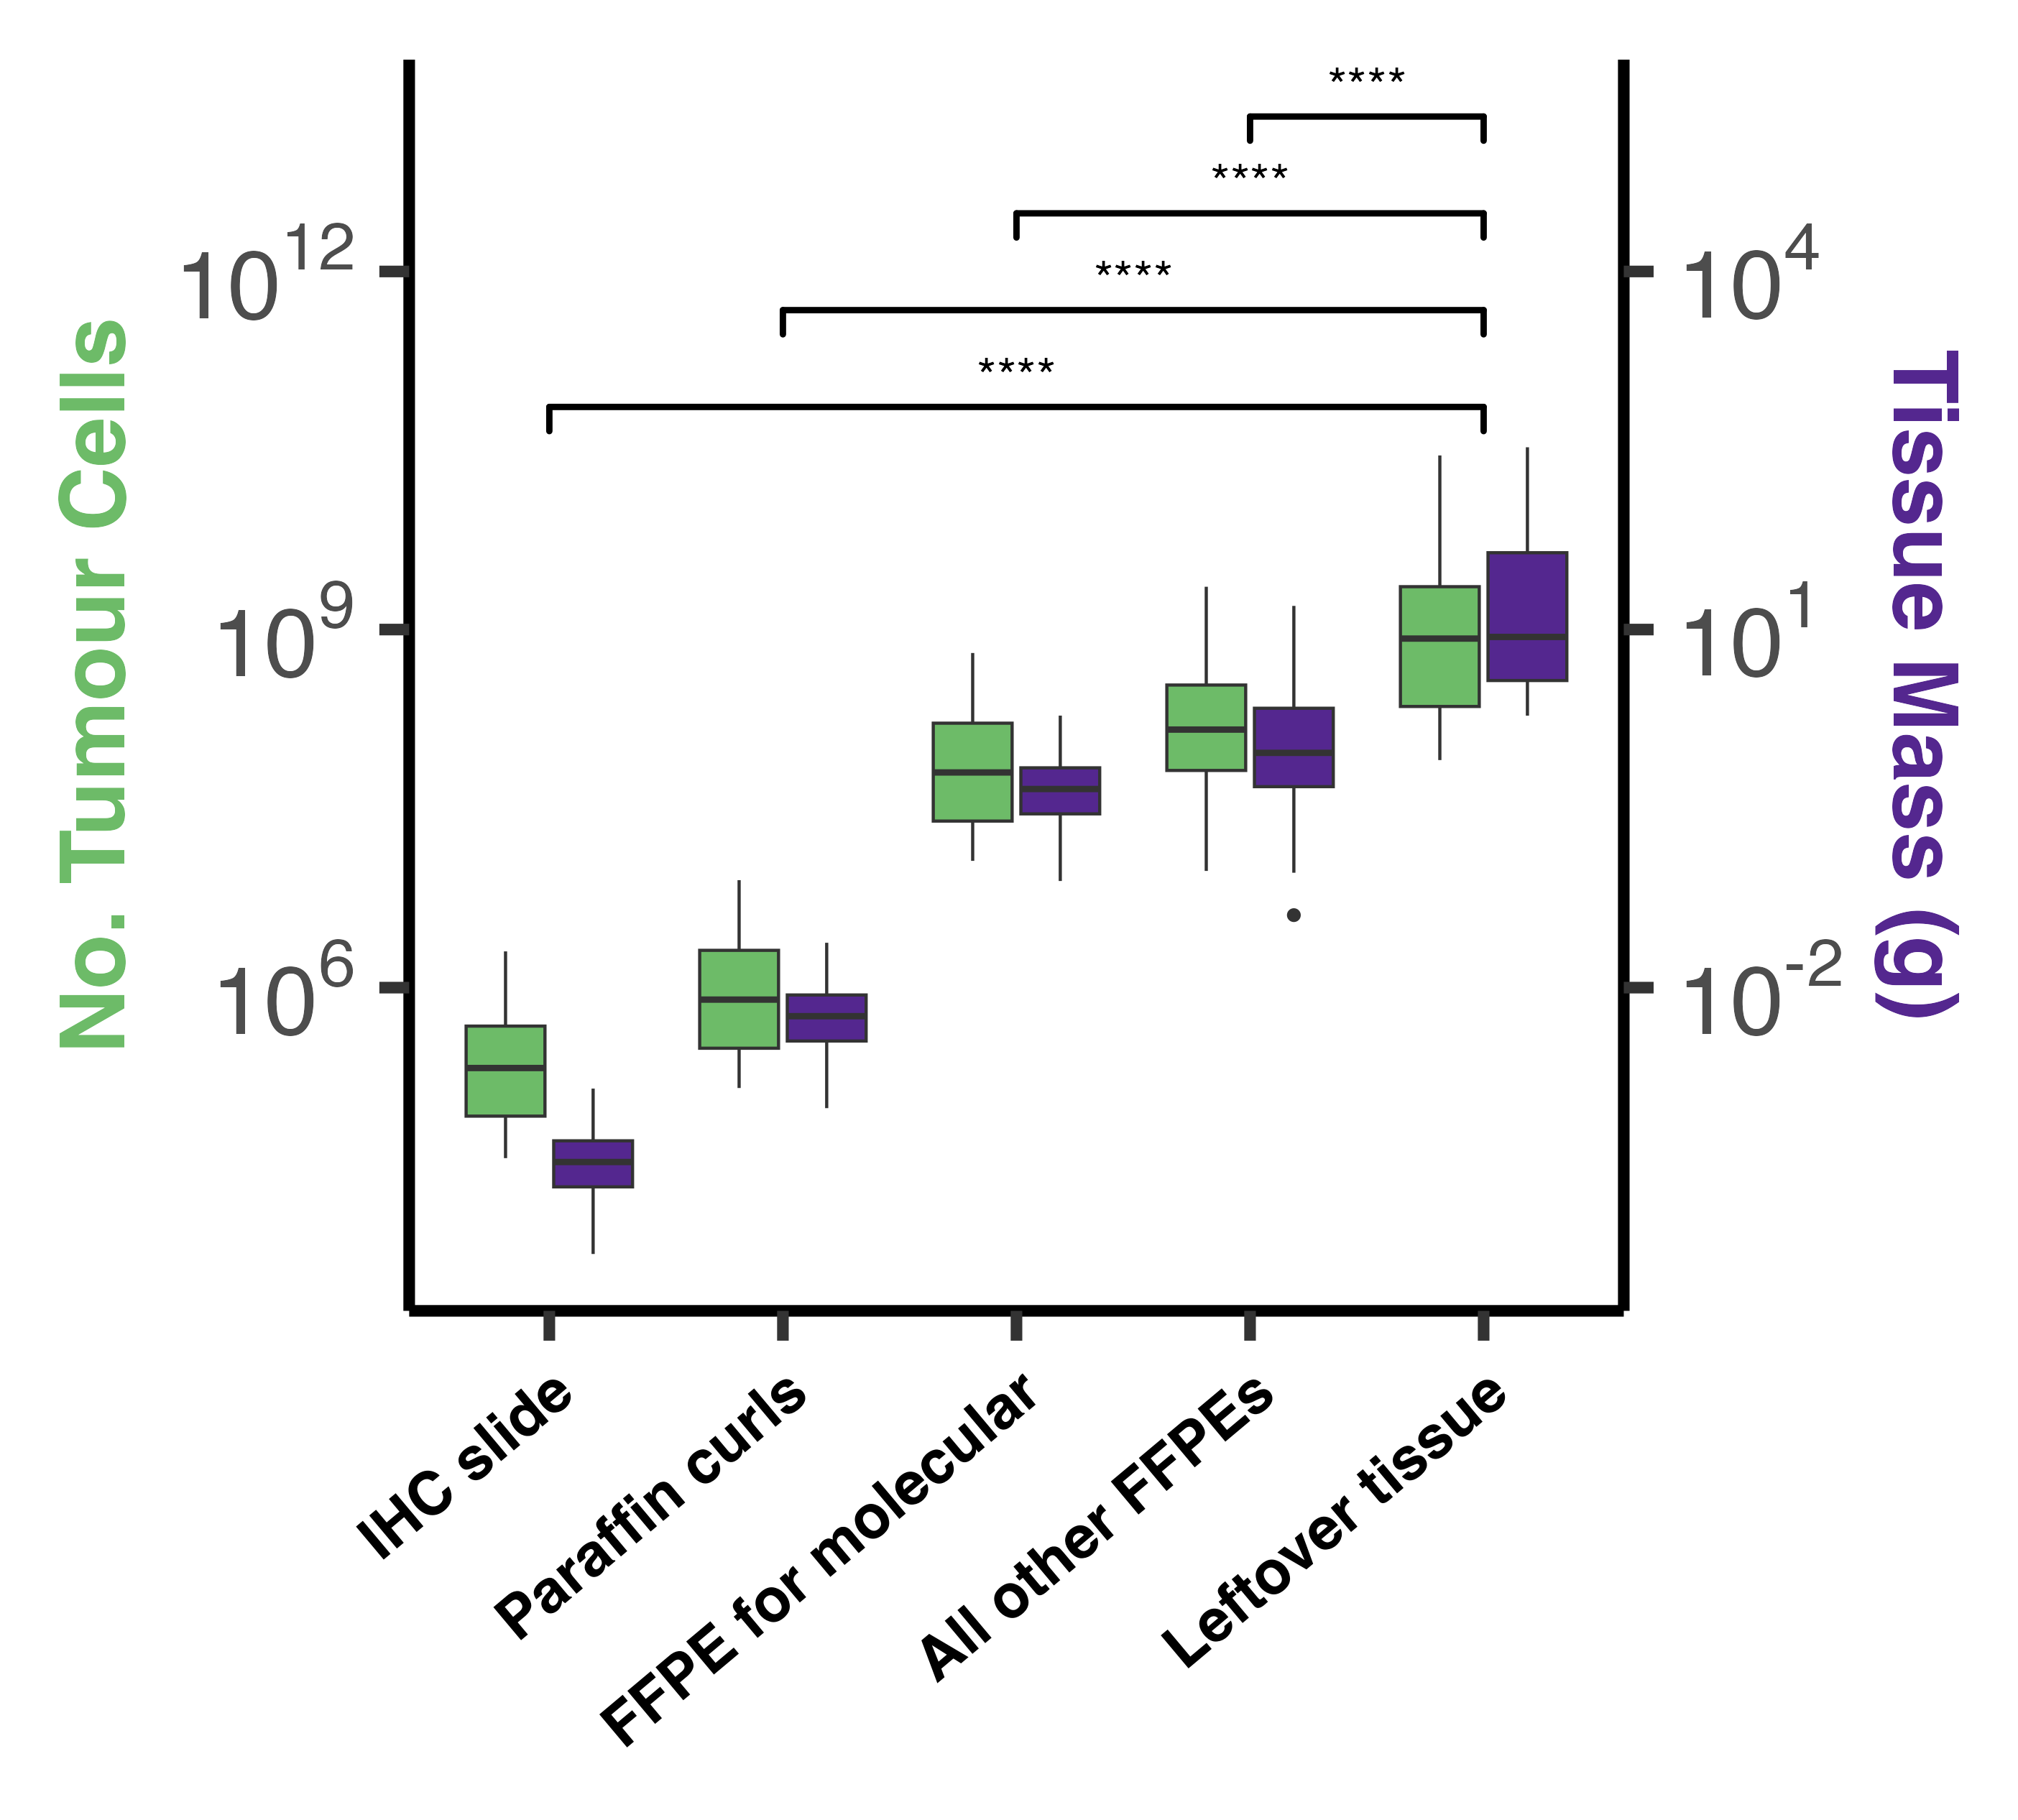 ****
****
****
****
10^12
10^9
10^6
No. Tumour Cells
10^4
10^1
10^-2
Tissue Mass (g)
IHC slide
Paraffin curls
FFPE for molecular
All other FFPEs
Leftover tissue